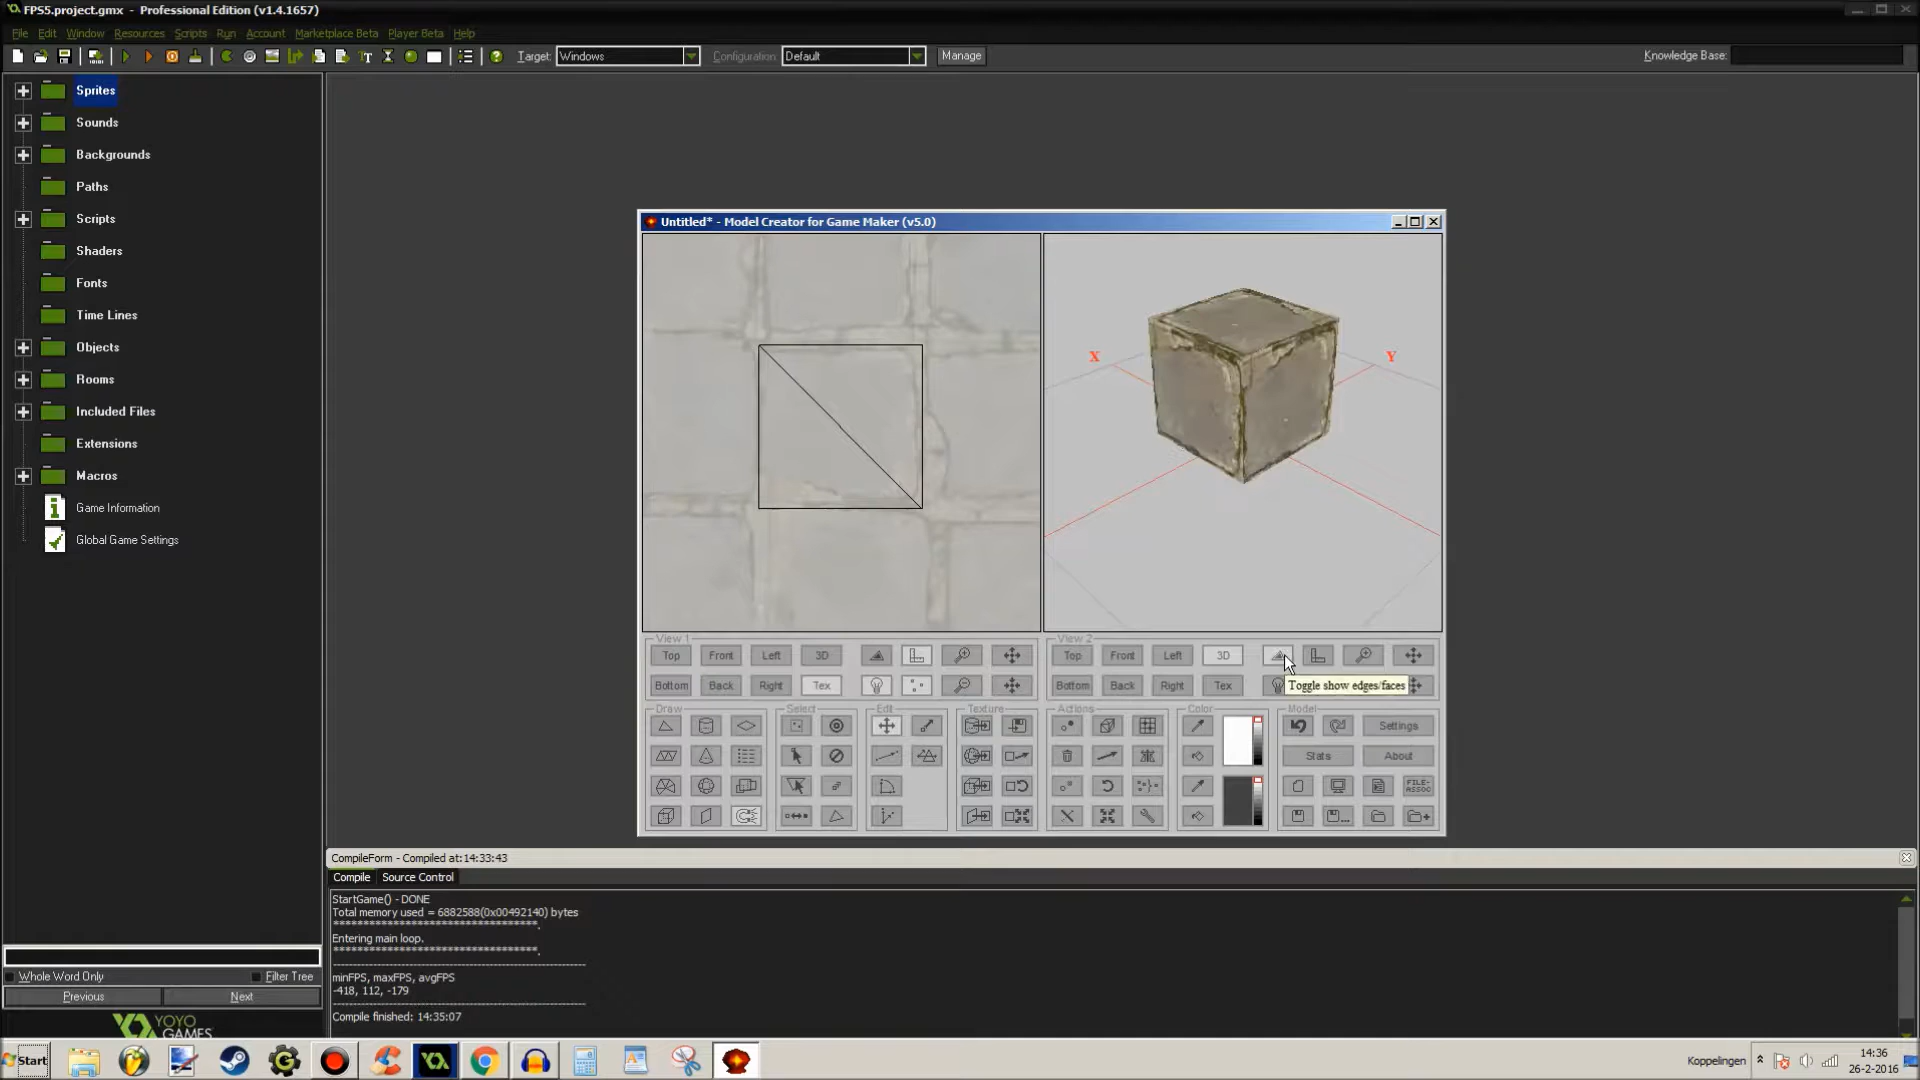 FPS5.project.gmx - Professional Edition (v1.4.1657)
File Edit Window Resources Scripts Run Account Marketplace Beta Player Beta Help
Target: Windows Configuration: Default Manage Knowledge Base:
Sprites
Sounds
Backgrounds
Paths
Scripts
Shaders
Fonts
Time Lines
Objects
Rooms
Included Files
Extensions
Macros
Game Information
Global Game Settings
Whole Word Only Filter Tree
Previous Next
YOYO
GAMES
Untitled* - Model Creator for Game Maker (v5.0)
X Y
View 1 View 2
Top Front Left 3D Top Front Left 3D
Bottom Back Right Tex Bottom Back Right Tex
Toggle show edges/faces
Draw Select Edit Texture Actions Color Model
Settings
Stats About
FILE-
ASSOC
CompileForm - Compiled at:14:33:43
Compile Source Control
StartGame() - DONE
Total memory used = 6882588(0x00492140) bytes
***********************************.
Entering main loop.
***********************************.
minFPS, maxFPS, avgFPS
-418, 112, -179
Compile finished: 14:35:07
Start
Koppelingen
14:36
26-2-2016